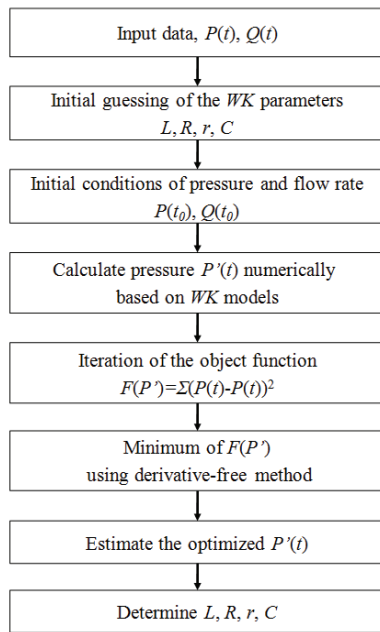 Input data, P(t), Q(t)
Initial guessing of the WK parameters
L, R, r, C
Initial conditions of pressure and flow rate
P(t₀), Q(t₀)
Calculate pressure P’(t) numerically
based on WK models
Iteration of the object function
F(P’)=Σ(P(t)-P(t))²
Minimum of F(P’)
using derivative-free method
Estimate the optimized P’(t)
Determine L, R, r, C